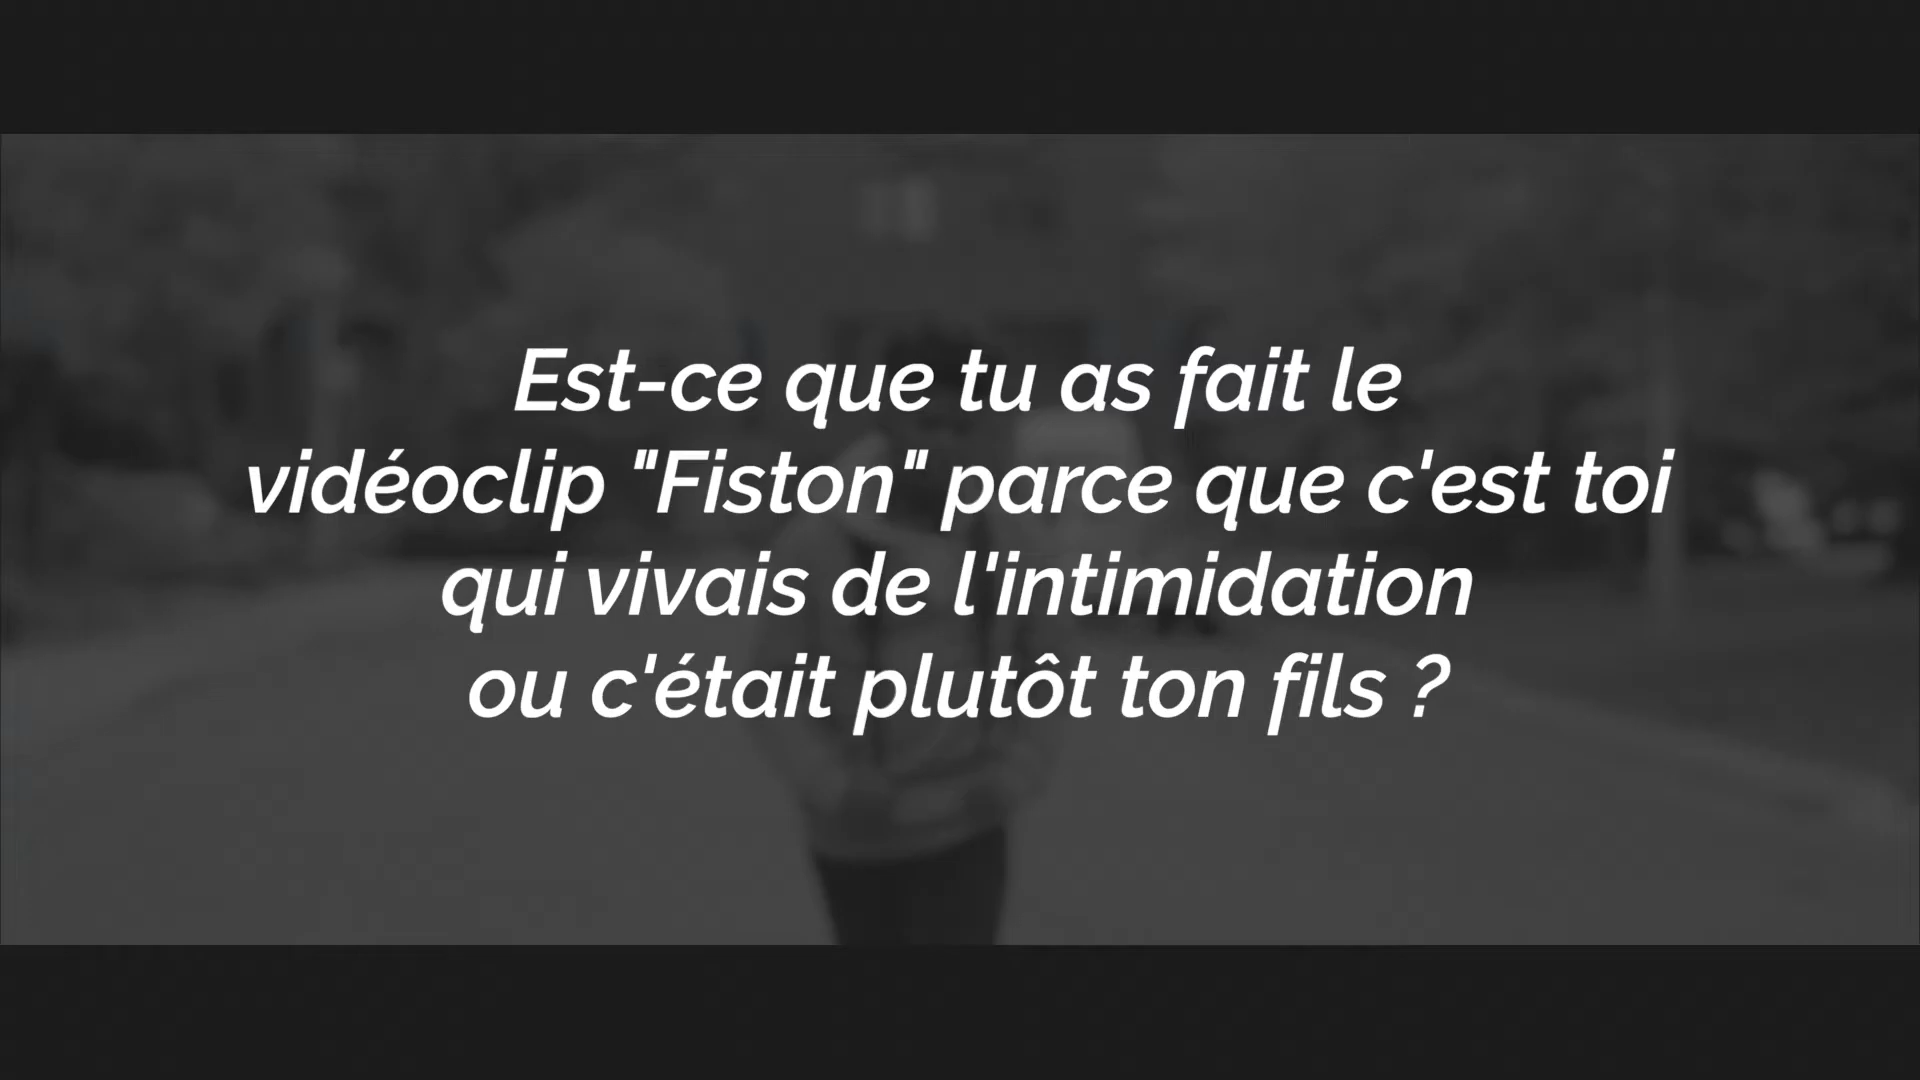 Est-ce que tu as fait le
vidéoclip "Fiston" parce que c'est toi
qui vivais de l'intimidation
ou c'était plutôt ton fils ?